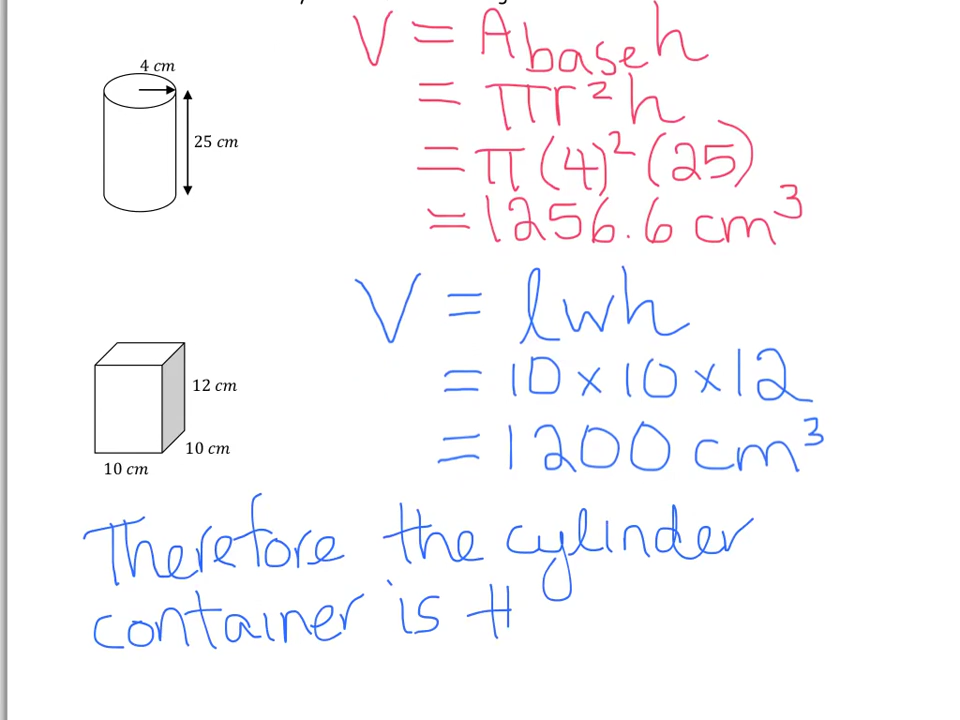 4 cm
25 cm
V = A base h
= πr²h
= π(4)²(25)
= 1256.6 cm³
12 cm
10 cm
10 cm
V = lwh
= 10 × 10 × 12
= 1200 cm³
Therefore the cylinder
container is